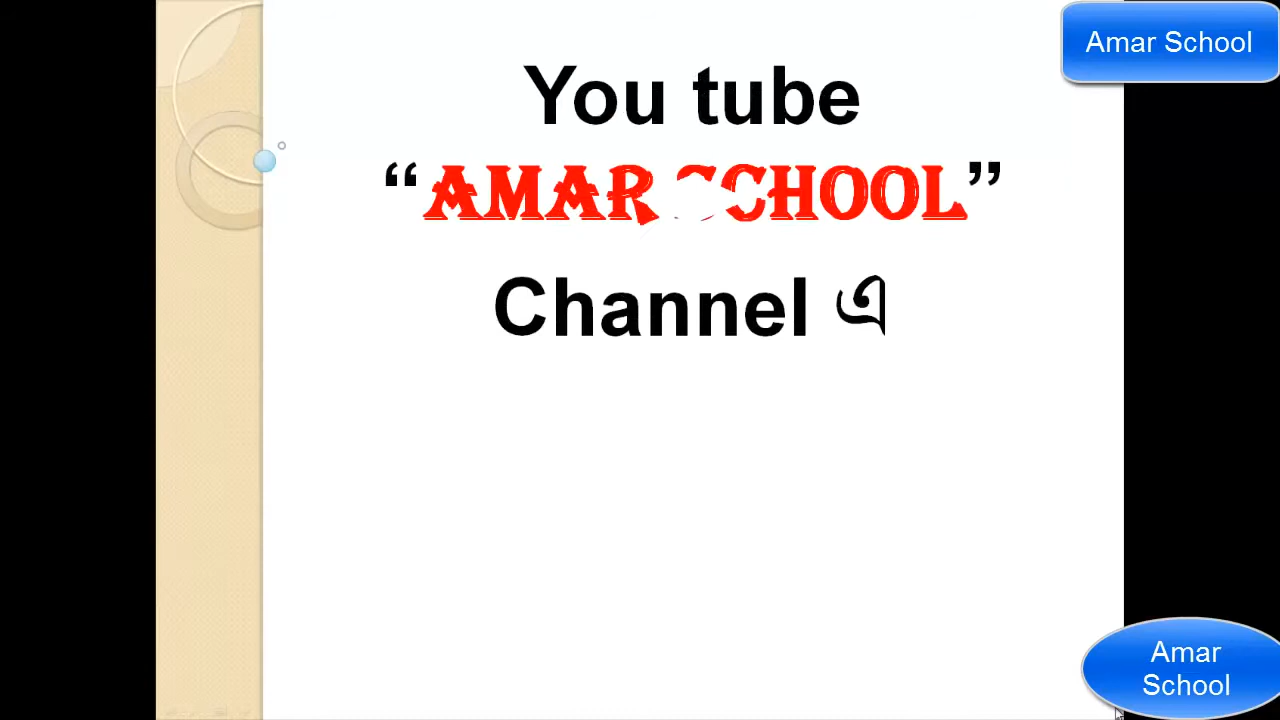 Amar School
You tube
“AMAR SCHOOL”
Channel এ
Amar
School